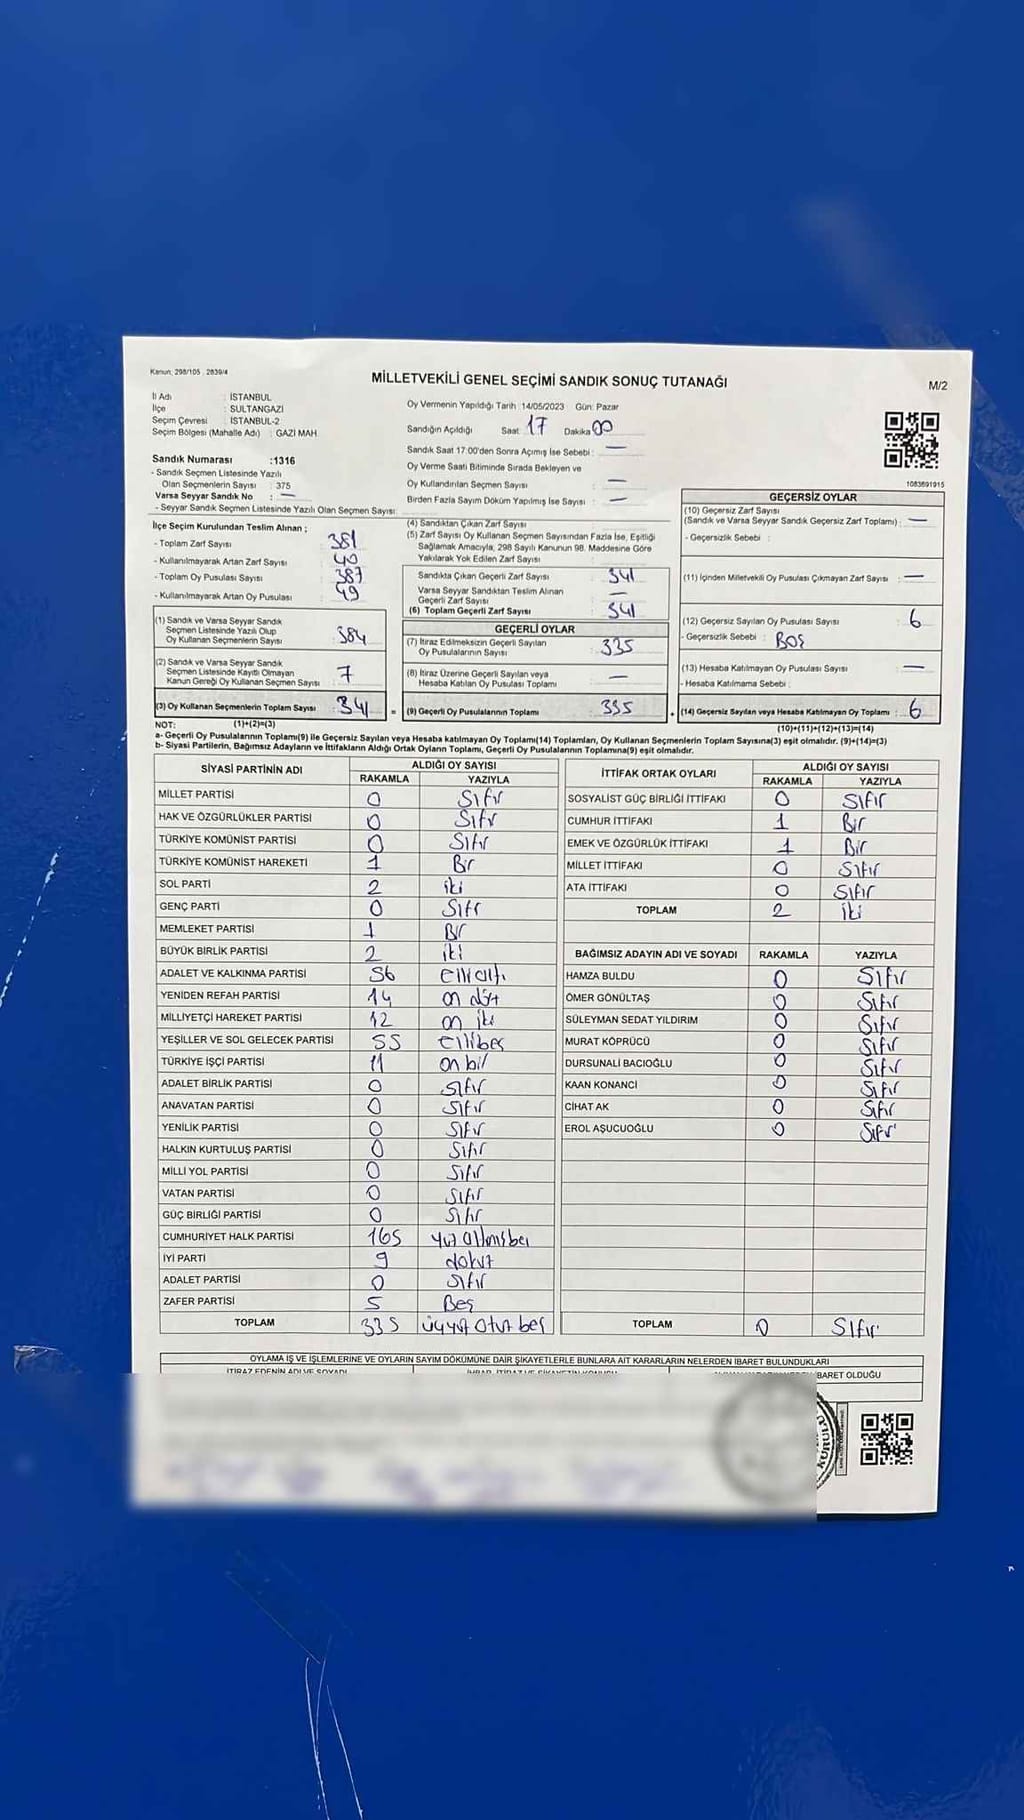 Kanun: 298/105 , 2839/4
MİLLETVEKİLİ GENEL SEÇİMİ SANDIK SONUÇ TUTANAĞI
M/2
İl Adı : İSTANBUL
İlçe : SULTANGAZİ
Seçim Çevresi : İSTANBUL-2
Seçim Bölgesi (Mahalle Adı) : GAZİ MAH.
Sandık Numarası :1316
- Sandık Seçmen Listesinde Yazılı
Olan Seçmenlerin Sayısı : 375
Varsa Seyyar Sandık No : —
- Seyyar Sandık Seçmen Listesinde Yazılı Olan Seçmen Sayısı:
Oy Vermenin Yapıldığı Tarih :14/05/2023 Gün: Pazar
Sandığın Açıldığı Saat 17 Dakika 00
Sandık Saat 17:00'den Sonra Açımış İse Sebebi : —
Oy Verme Saati Bitiminde Sırada Bekleyen ve
Oy Kullandırılan Seçmen Sayısı : —
Birden Fazla Sayım Döküm Yapılmış İse Sayısı : —
1083691915
İlçe Seçim Kurulundan Teslim Alınan ;
- Toplam Zarf Sayısı : 381
- Kullanılmayarak Artan Zarf Sayısı : 40
- Toplam Oy Pusulası Sayısı : 387
- Kullanılmayarak Artan Oy Pusulası : 49
(1) Sandık ve Varsa Seyyar Sandık
Seçmen Listesinde Yazılı Olup
Oy Kullanan Seçmenlerin Sayısı : 384
(2) Sandık ve Varsa Seyyar Sandık
Seçmen Listesinde Kayıtlı Olmayan
Kanun Gereği Oy Kullanan Seçmen Sayısı : 7
(3) Oy Kullanan Seçmenlerin Toplam Sayısı : 341 =
(4) Sandıktan Çıkan Zarf Sayısı :
(5) Zarf Sayısı Oy Kullanan Seçmen Sayısından Fazla İse, Eşitliği
Sağlamak Amacıyla, 298 Sayılı Kanunun 98. Maddesine Göre
Yakılarak Yok Edilen Zarf Sayısı :
Sandıkta Çıkan Geçerli Zarf Sayısı : 341
Varsa Seyyar Sandıktan Teslim Alınan
Geçerli Zarf Sayısı : —
(6) Toplam Geçerli Zarf Sayısı : 341
GEÇERLİ OYLAR
(7) İtiraz Edilmeksizin Geçerli Sayılan
Oy Pusulalarının Sayısı : 335
(8) İtiraz Üzerine Geçerli Sayılan veya
Hesaba Katılan Oy Pusulası Toplamı : —
(9) Geçerli Oy Pusulalarının Toplamı : 335 +
GEÇERSİZ OYLAR
(10) Geçersiz Zarf Sayısı
(Sandık ve Varsa Seyyar Sandık Geçersiz Zarf Toplamı) : —
- Geçersizlik Sebebi :
(11) İçinden Milletvekili Oy Pusulası Çıkmayan Zarf Sayısı : —
(12) Geçersiz Sayılan Oy Pusulası Sayısı : 6
- Geçersizlik Sebebi : BOŞ
(13) Hesaba Katılmayan Oy Pusulası Sayısı : —
- Hesaba Katılmama Sebebi :
(14) Geçersiz Sayılan veya Hesaba Katılmayan Oy Toplamı : 6
NOT: (1)+(2)=(3) (10)+(11)+(12)+(13)=(14)
a- Geçerli Oy Pusulalarının Toplamı(9) ile Geçersiz Sayılan veya Hesaba katılmayan Oy Toplamı(14) Toplamları, Oy Kullanan Seçmenlerin Toplam Sayısına(3) eşit olmalıdır. (9)+(14)=(3)
b- Siyasi Partilerin, Bağımsız Adayların ve İttifakların Aldığı Ortak Oyların Toplamı, Geçerli Oy Pusulalarının Toplamına(9) eşit olmalıdır.
SİYASİ PARTİNİN ADI ALDIĞI OY SAYISI
RAKAMLA YAZIYLA
MİLLET PARTİSİ 0 Sıfır
HAK VE ÖZGÜRLÜKLER PARTİSİ 0 Sıfır
TÜRKİYE KOMÜNİST PARTİSİ 0 Sıfır
TÜRKİYE KOMÜNİST HAREKETİ 1 Bir
SOL PARTİ 2 iki
GENÇ PARTİ 0 Sıfır
MEMLEKET PARTİSİ 1 Bir
BÜYÜK BİRLİK PARTİSİ 2 iki
ADALET VE KALKINMA PARTİSİ 56 elli altı
YENİDEN REFAH PARTİSİ 14 on dört
MİLLİYETÇİ HAREKET PARTİSİ 12 on iki
YEŞİLLER VE SOL GELECEK PARTİSİ 55 ellibeş
TÜRKİYE İŞÇİ PARTİSİ 11 on bir
ADALET BİRLİK PARTİSİ 0 sıfır
ANAVATAN PARTİSİ 0 sıfır
YENİLİK PARTİSİ 0 sıfır
HALKIN KURTULUŞ PARTİSİ 0 sıfır
MİLLİ YOL PARTİSİ 0 sıfır
VATAN PARTİSİ 0 sıfır
GÜÇ BİRLİĞİ PARTİSİ 0 sıfır
CUMHURİYET HALK PARTİSİ 165 yüz altmışbeş
İYİ PARTİ 9 dokuz
ADALET PARTİSİ 0 sıfır
ZAFER PARTİSİ 5 Beş
TOPLAM 335 üçyüz otuz beş
İTTİFAK ORTAK OYLARI ALDIĞI OY SAYISI
RAKAMLA YAZIYLA
SOSYALİST GÜÇ BİRLİĞİ İTTİFAKI 0 Sıfır
CUMHUR İTTİFAKI 1 Bir
EMEK VE ÖZGÜRLÜK İTTİFAKI 1 Bir
MİLLET İTTİFAKI 0 Sıfır
ATA İTTİFAKI 0 Sıfır
TOPLAM 2 iki
BAĞIMSIZ ADAYIN ADI VE SOYADI RAKAMLA YAZIYLA
HAMZA BULDU 0 Sıfır
ÖMER GÖNÜLTAŞ 0 Sıfır
SÜLEYMAN SEDAT YILDIRIM 0 Sıfır
MURAT KÖPRÜCÜ 0 Sıfır
DURSUNALİ BACIOĞLU 0 Sıfır
KAAN KONANCİ 0 Sıfır
CİHAT AK 0 Sıfır
EROL AŞUCUOĞLU 0 Sıfır
TOPLAM 0 Sıfır
OYLAMA İŞ VE İŞLEMLERİNE VE OYLARIN SAYIM DÖKÜMÜNE DAİR ŞİKAYETLERLE BUNLARA AİT KARARLARIN NELERDEN İBARET BULUNDUKLARI
İTİRAZ EDENİN ADI VE SOYADI
BARET OLDUĞU
KURULU